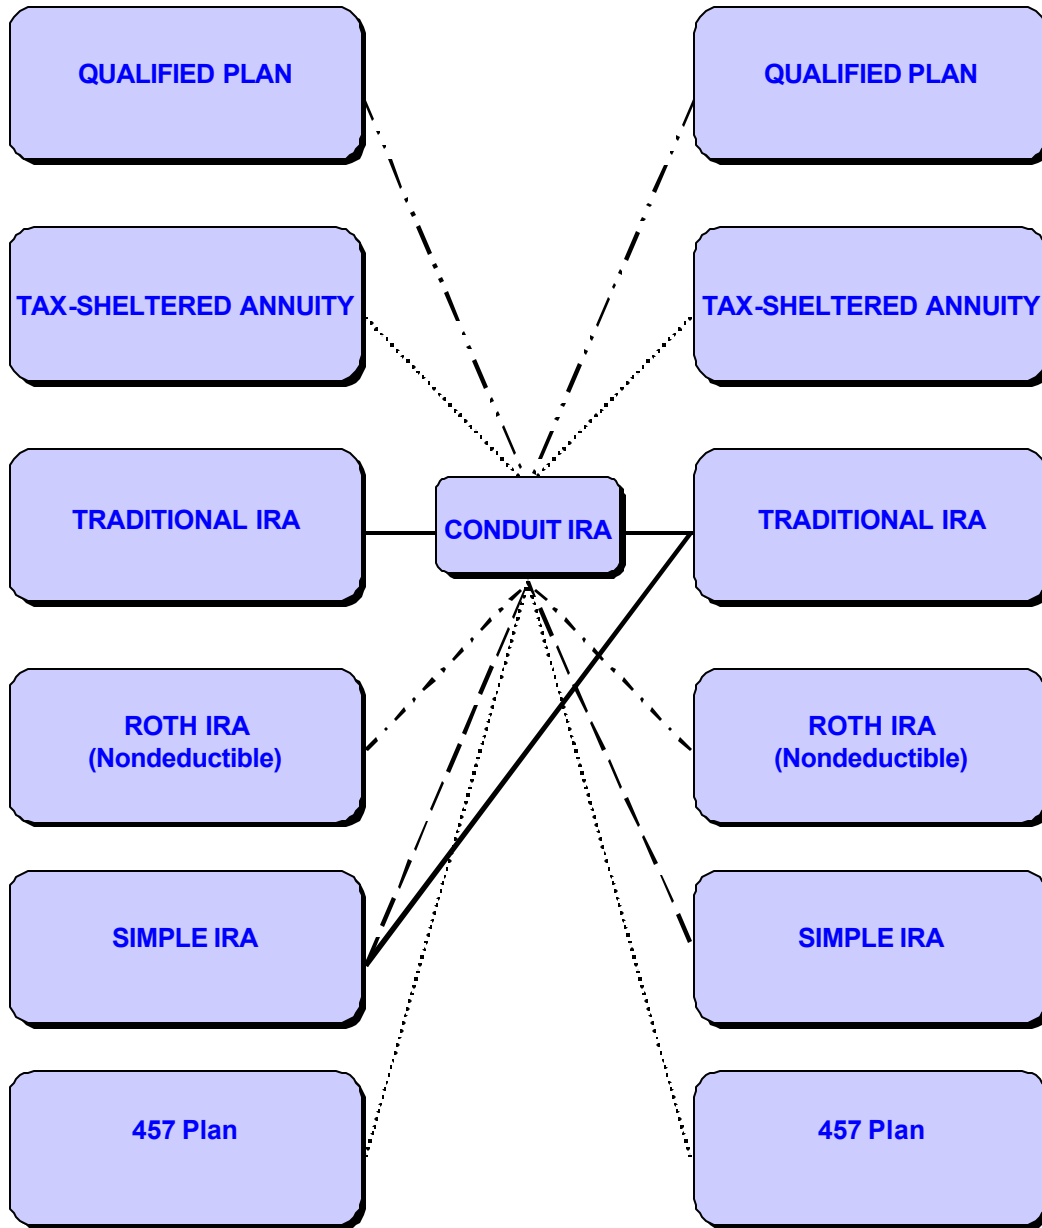 QUALIFIED PLAN
QUALIFIED PLAN
TAX-SHELTERED ANNUITY
TAX-SHELTERED ANNUITY
TRADITIONAL IRA
CONDUIT IRA
TRADITIONAL IRA
ROTH IRA
(Nondeductible)
ROTH IRA
(Nondeductible)
SIMPLE IRA
SIMPLE IRA
457 Plan
457 Plan